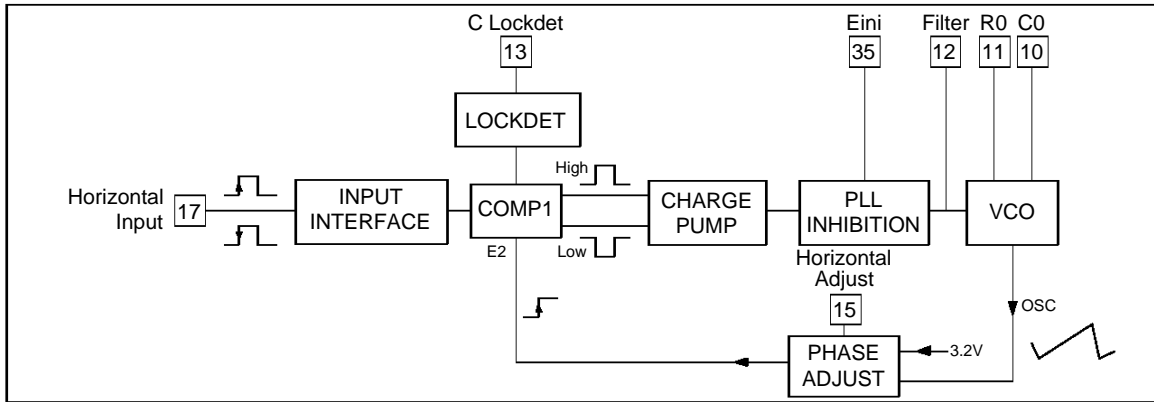 C Lockdet
Eini
Filter
R0
C0
13
35
12
11
10
LOCKDET
High
Horizontal
Input
17
INPUT
INTERFACE
COMP1
CHARGE
PUMP
PLL
INHIBITION
VCO
E2
Low
Horizontal
Adjust
15
OSC
PHASE
ADJUST
3.2V